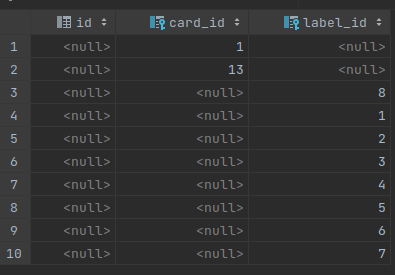 id card_id label_id
1 <null> 1 <null>
2 <null> 13 <null>
3 <null> <null> 8
4 <null> <null> 1
5 <null> <null> 2
6 <null> <null> 3
7 <null> <null> 4
8 <null> <null> 5
9 <null> <null> 6
10 <null> <null> 7